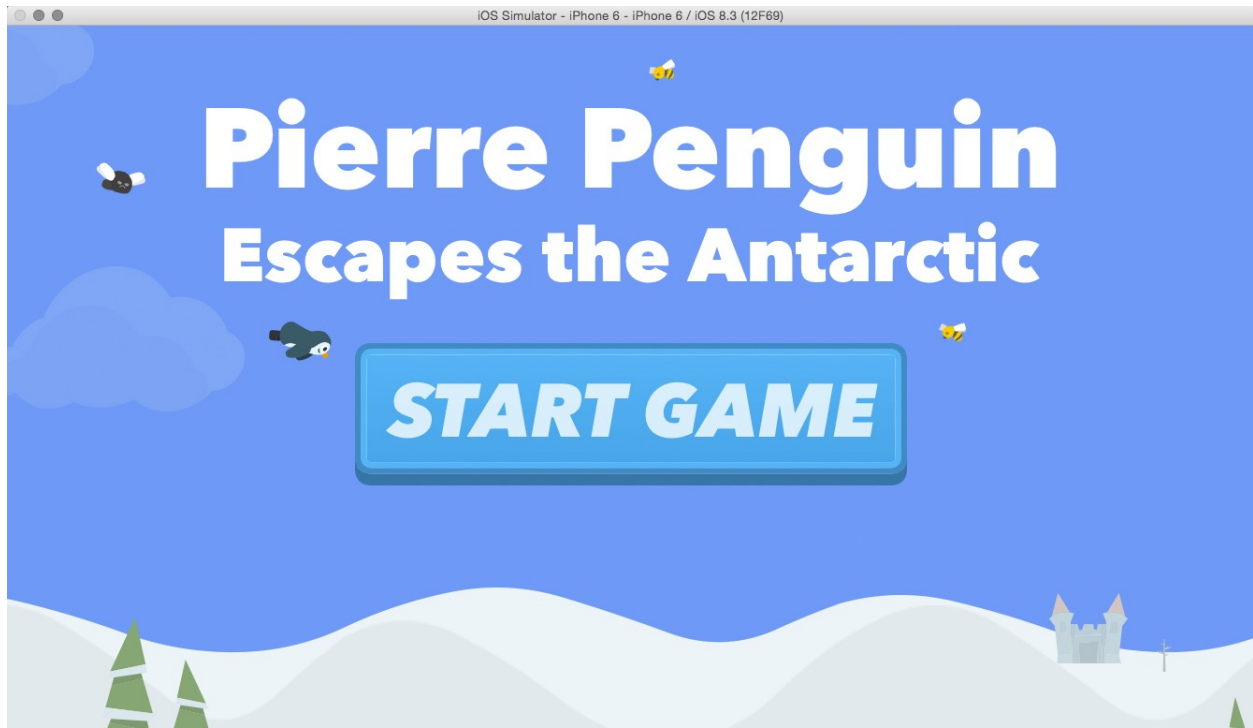 iOS Simulator - iPhone 6 - iPhone 6 / iOS 8.3 (12F69)
Pierre Penguin
Escapes the Antarctic
START GAME